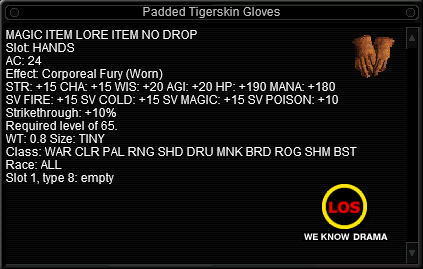 Padded Tigerskin Gloves
MAGIC ITEM LORE ITEM NO DROP
Slot: HANDS
AC: 24
Effect: Corporeal Fury (Worn)
STR: +15 CHA: +15 WIS: +20 AGI: +20 HP: +190 MANA: +180
SV FIRE: +15 SV COLD: +15 SV MAGIC: +15 SV POISON: +10
Strikethrough: +10%
Required level of 65.
WT: 0.8 Size: TINY
Class: WAR CLR PAL RNG SHD DRU MNK BRD ROG SHM BST
Race: ALL
Slot 1, type 8: empty
LOS
WE KNOW DRAMA